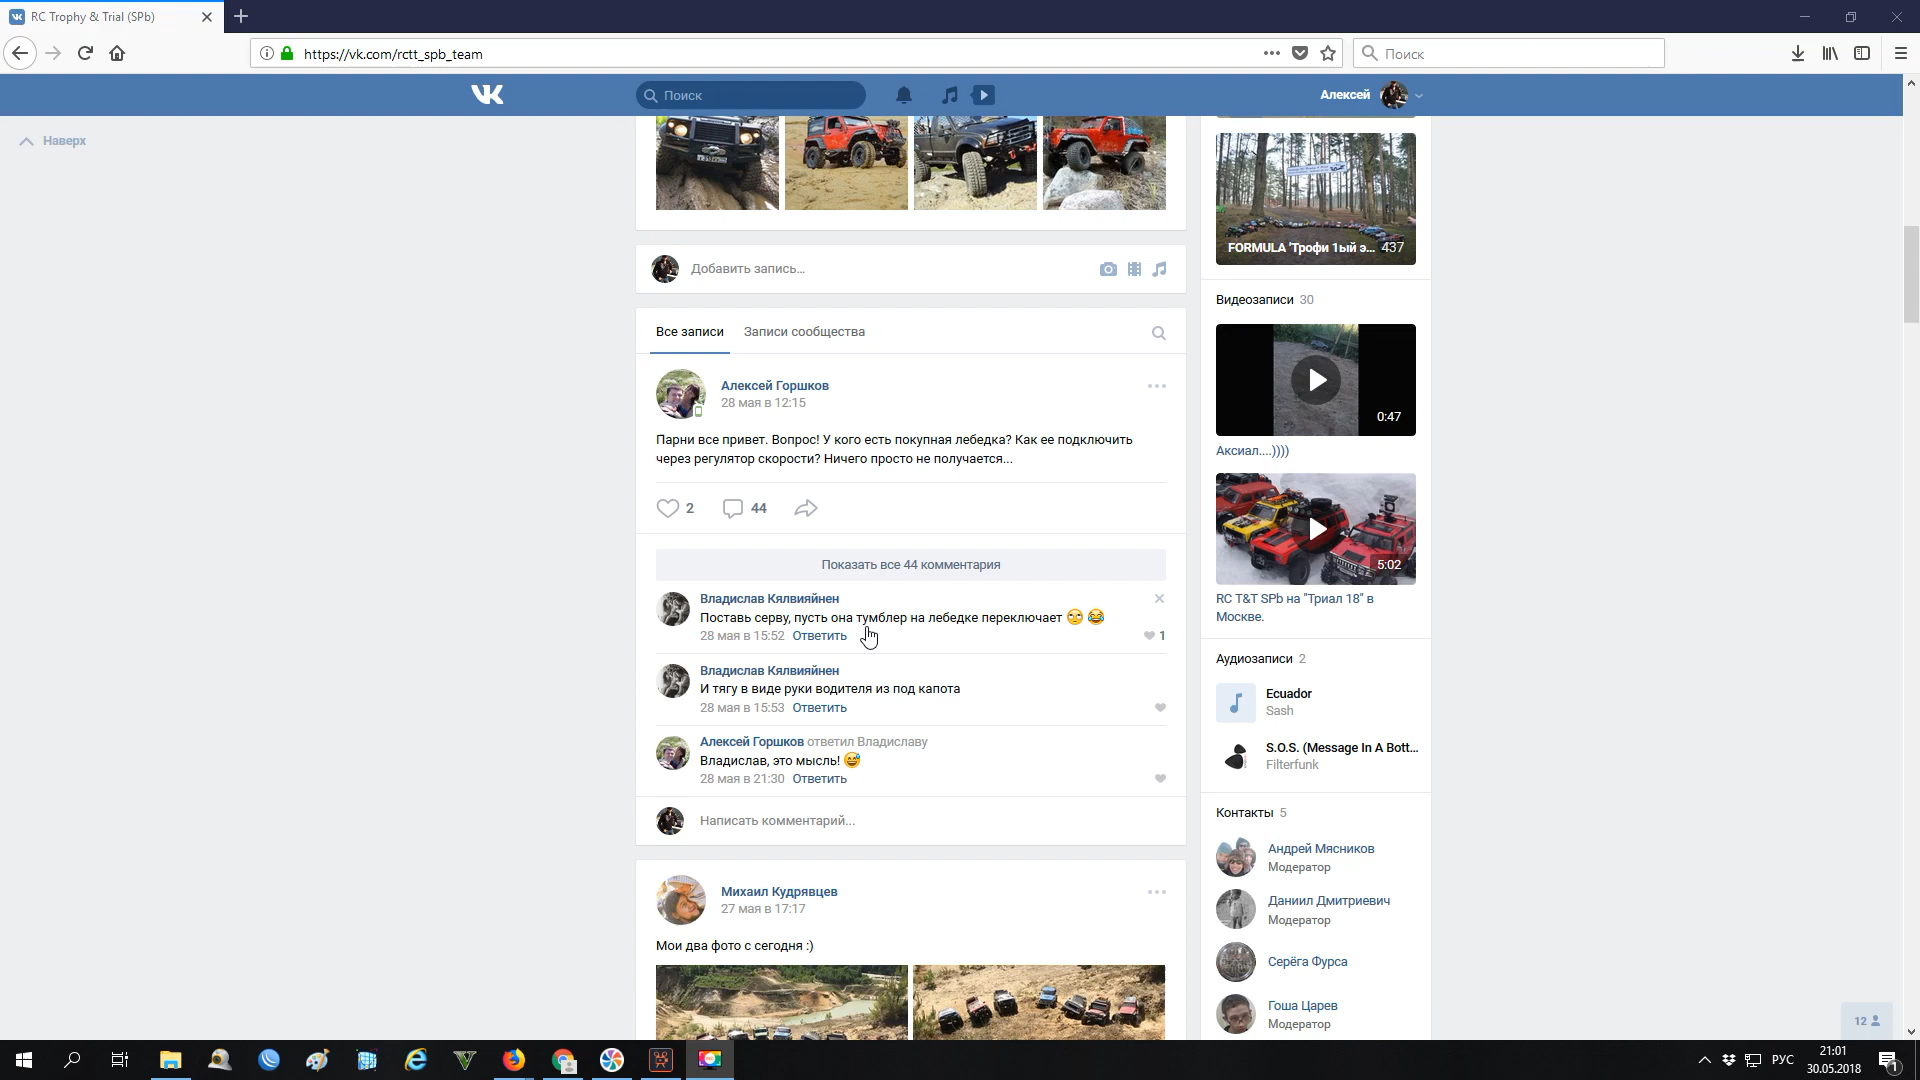 RC Trophy & Trial (SPb)
https://vk.com/rctt_spb_team
Поиск
Поиск
Алексей
Наверх
FORMULA 'Трофи 1ый э... 437
Добавить запись...
Все записи Записи сообщества
Алексей Горшков
28 мая в 12:15
Парни все привет. Вопрос! У кого есть покупная лебедка? Как ее подключить
через регулятор скорости? Ничего просто не получается...
2 44
Показать все 44 комментария
Владислав Кялвияйнен
Поставь серву, пусть она тумблер на лебедке переключает
28 мая в 15:52 Ответить
1
Владислав Кялвияйнен
И тягу в виде руки водителя из под капота
28 мая в 15:53 Ответить
Алексей Горшков ответил Владиславу
Владислав, это мысль!
28 мая в 21:30 Ответить
Написать комментарий...
Михаил Кудрявцев
27 мая в 17:17
Мои два фото с сегодня :)
Видеозаписи 30
0:47
Аксиал....))))
5:02
RC T&T SPb на "Триал 18" в
Москве.
Аудиозаписи 2
Ecuador
Sash
S.O.S. (Message In A Bott...
Filterfunk
Контакты 5
Андрей Мясников
Модератор
Даниил Дмитриевич
Модератор
Серёга Фурса
Гоша Царев
Модератор
12
РУС
21:01
30.05.2018
1